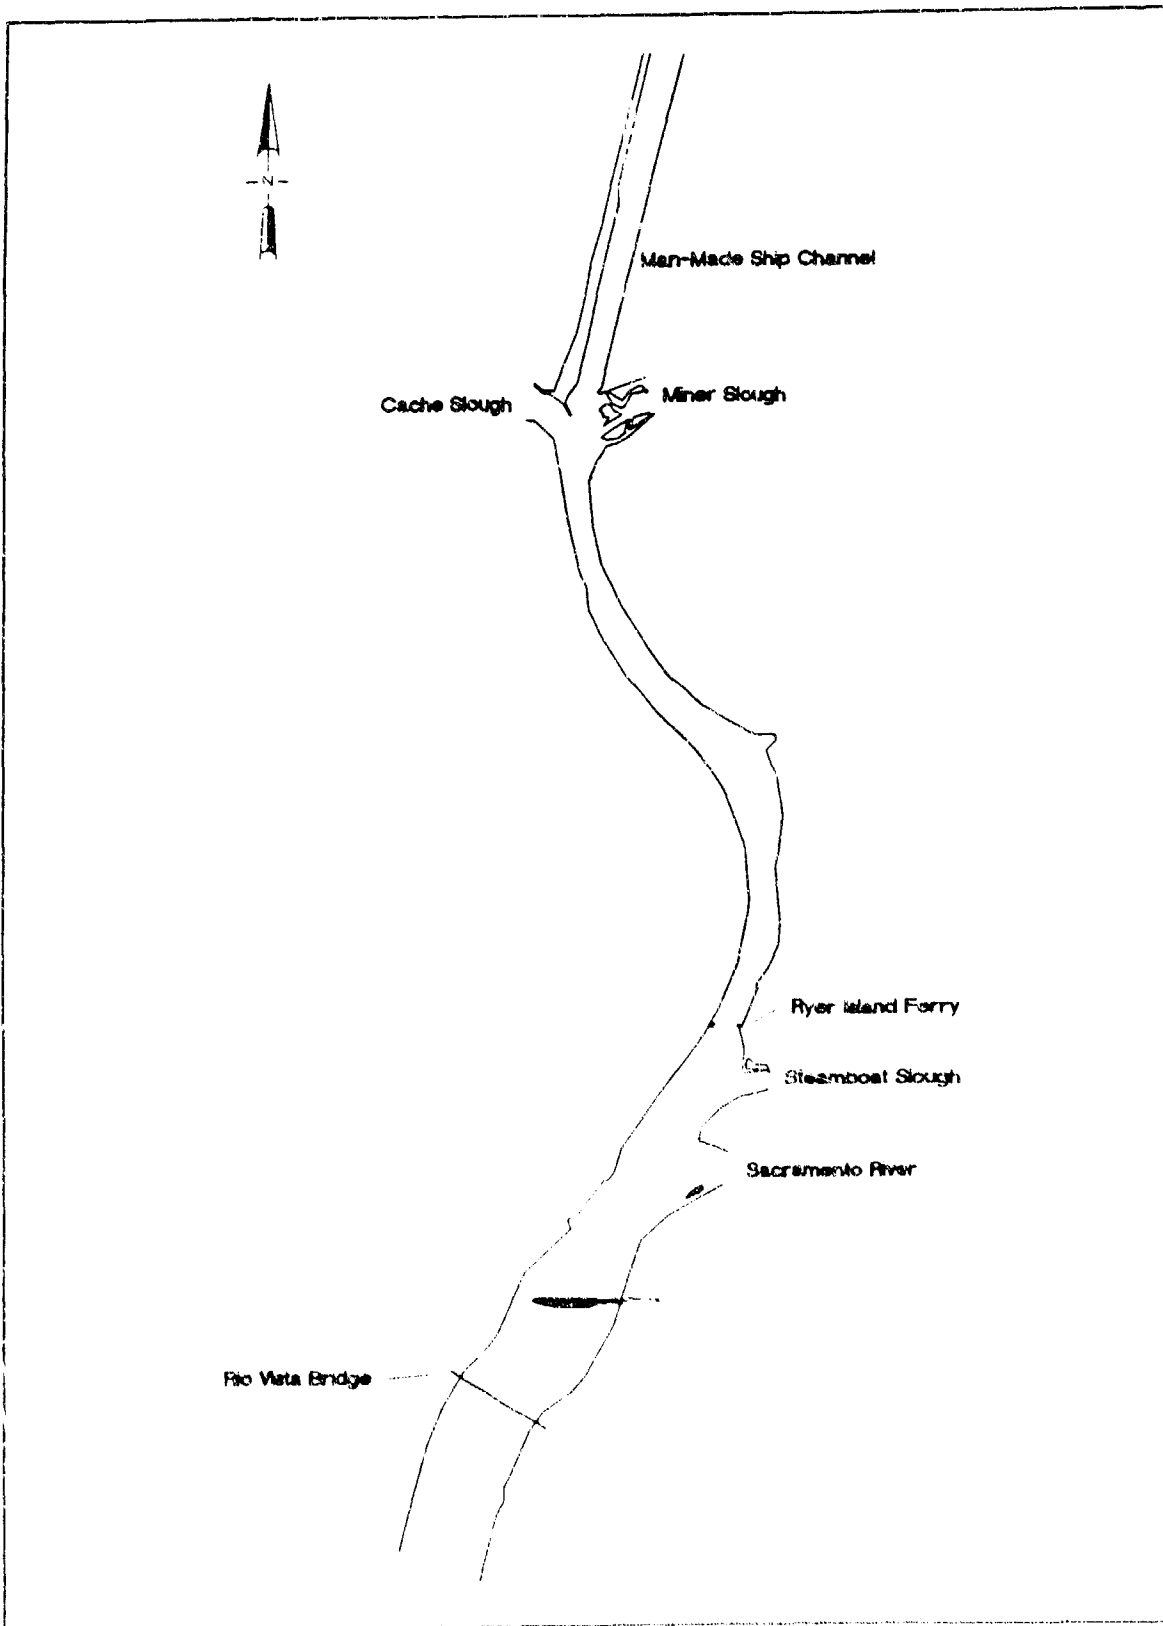 N
Man-Made Ship Channel
Cache Slough
Miner Slough
Ryer Island Ferry
Steamboat Slough
Sacramento River
Rio Vista Bridge